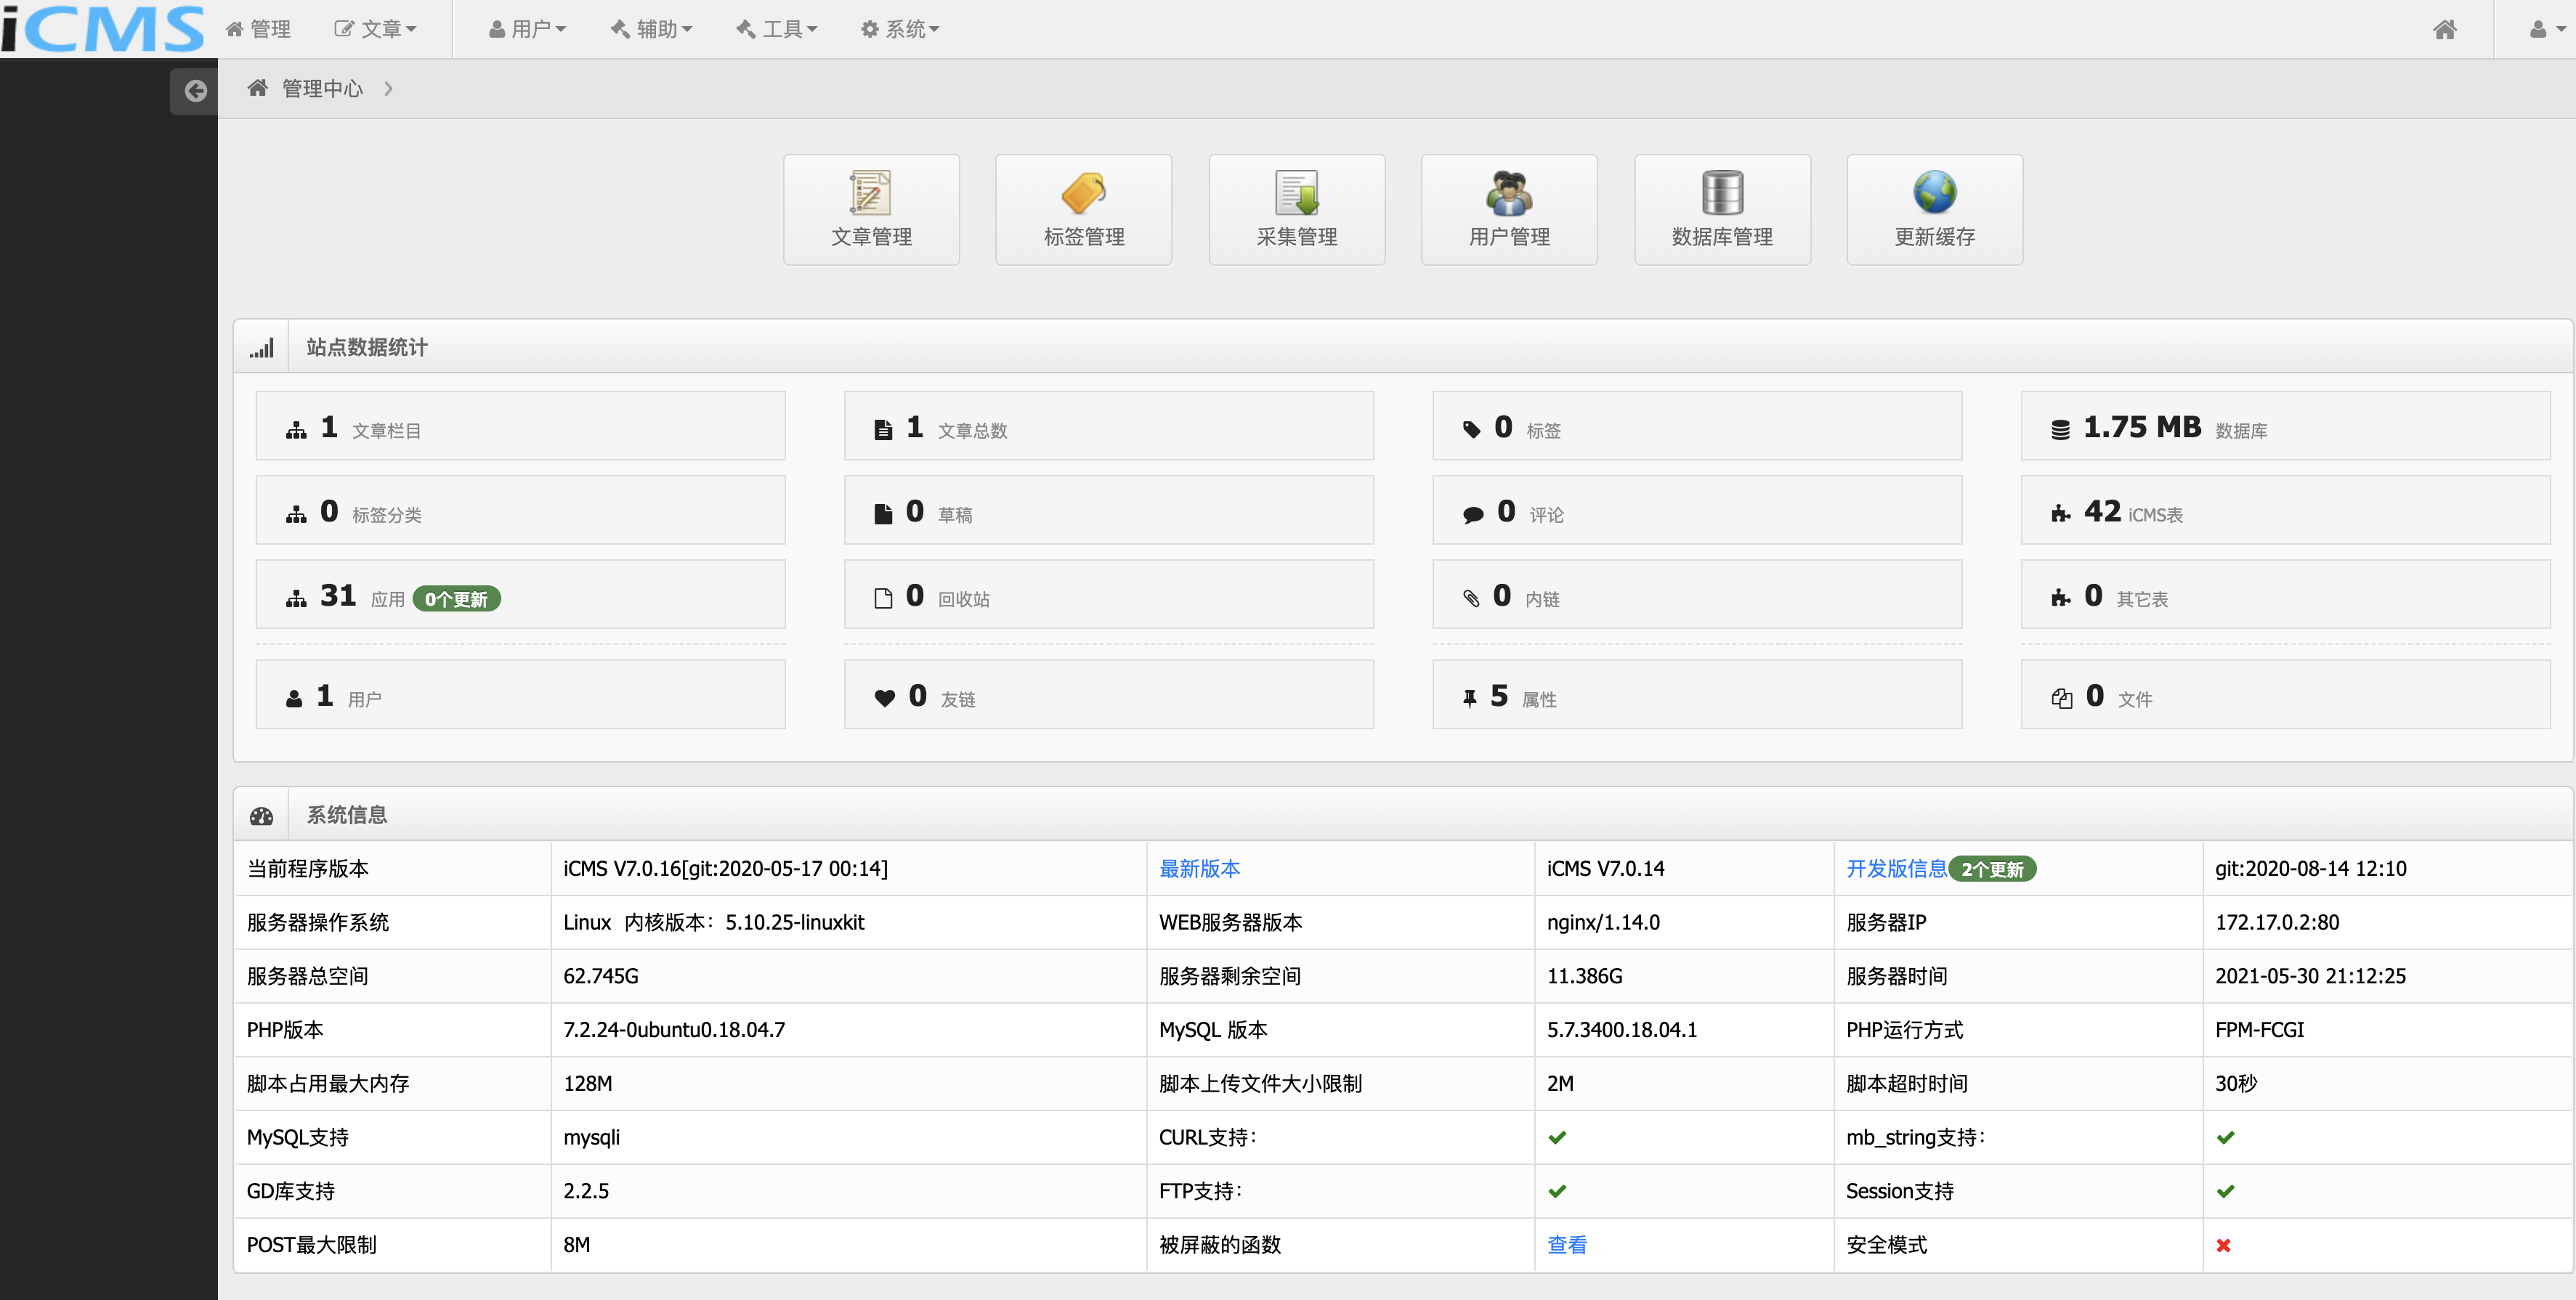 iCMS 管理 文章 用户 辅助 工具 系统
管理中心
文章管理 标签管理 采集管理 用户管理 数据库管理 更新缓存
站点数据统计
1 文章栏目 1 文章总数 0 标签 1.75 MB 数据库
0 标签分类 0 草稿 0 评论 42 iCMS表
31 应用 0个更新 0 回收站 0 内链 0 其它表
1 用户 0 友链 5 属性 0 文件
系统信息
当前程序版本 iCMS V7.0.16[git:2020-05-17 00:14] 最新版本 iCMS V7.0.14 开发版信息 2个更新 git:2020-08-14 12:10
服务器操作系统 Linux 内核版本：5.10.25-linuxkit WEB服务器版本 nginx/1.14.0 服务器IP 172.17.0.2:80
服务器总空间 62.745G 服务器剩余空间 11.386G 服务器时间 2021-05-30 21:12:25
PHP版本 7.2.24-0ubuntu0.18.04.7 MySQL 版本 5.7.3400.18.04.1 PHP运行方式 FPM-FCGI
脚本占用最大内存 128M 脚本上传文件大小限制 2M 脚本超时时间 30秒
MySQL支持 mysqli CURL支持： mb_string支持：
GD库支持 2.2.5 FTP支持： Session支持
POST最大限制 8M 被屏蔽的函数 查看 安全模式